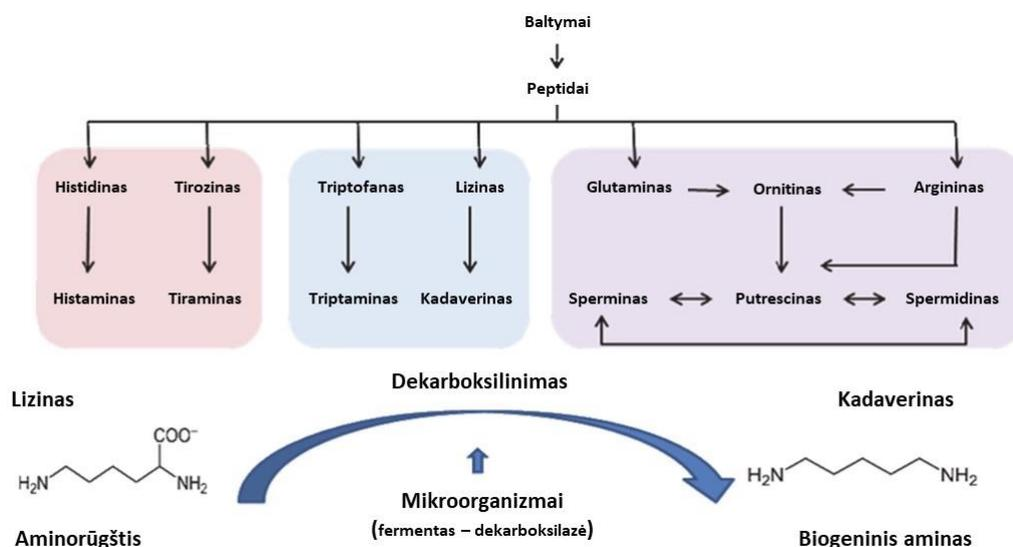 Baltymai
Peptidai
Histidinas Tirozinas Triptofanas Lizinas Glutaminas Ornitinas Argininas
Histaminas Tiraminas Triptaminas Kadaverinas Sperminas Putrescinas Spermidinas
Dekarboksilinimas
Lizinas Kadaverinas
COO⁻
H₂N NH₂ H₂N NH₂
Mikroorganizmai
(fermentas – dekarboksilazė)
Aminorūgštis Biogeninis aminas